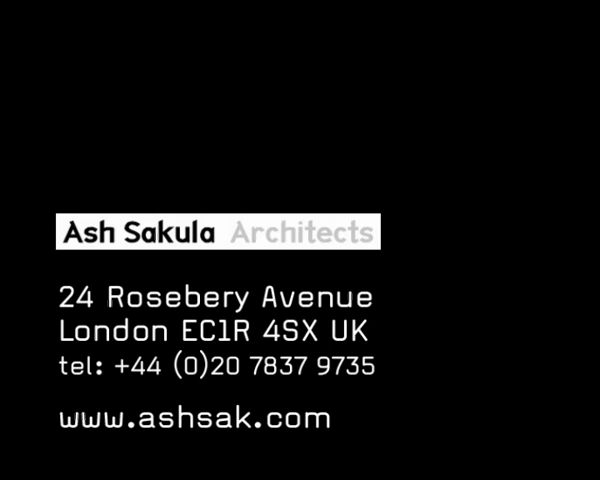 Ash Sakula Architects
24 Rosebery Avenue
London EC1R 4SX UK
tel: +44 (0)20 7837 9735
www.ashsak.com